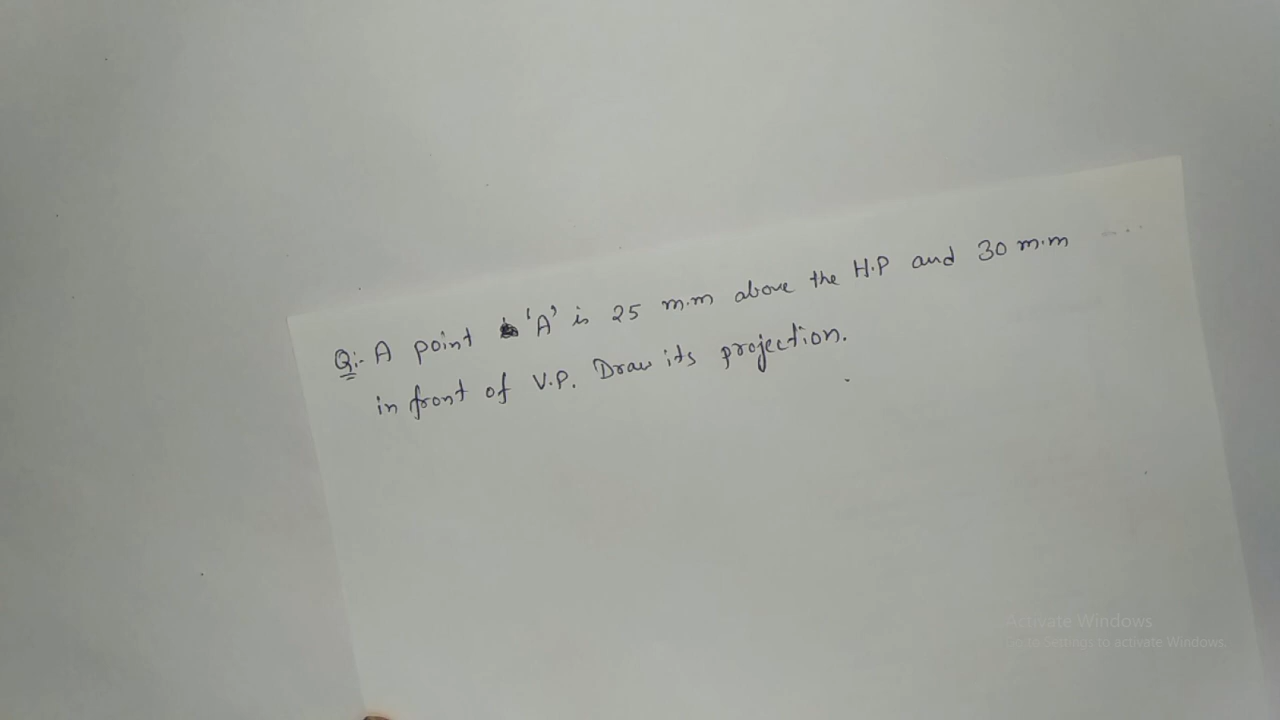 Q:- A point 'A' is 25 m.m above the H.P and 30 m.m
in front of V.P. Draw its projection.
Activate Windows
Go to Settings to activate Windows.